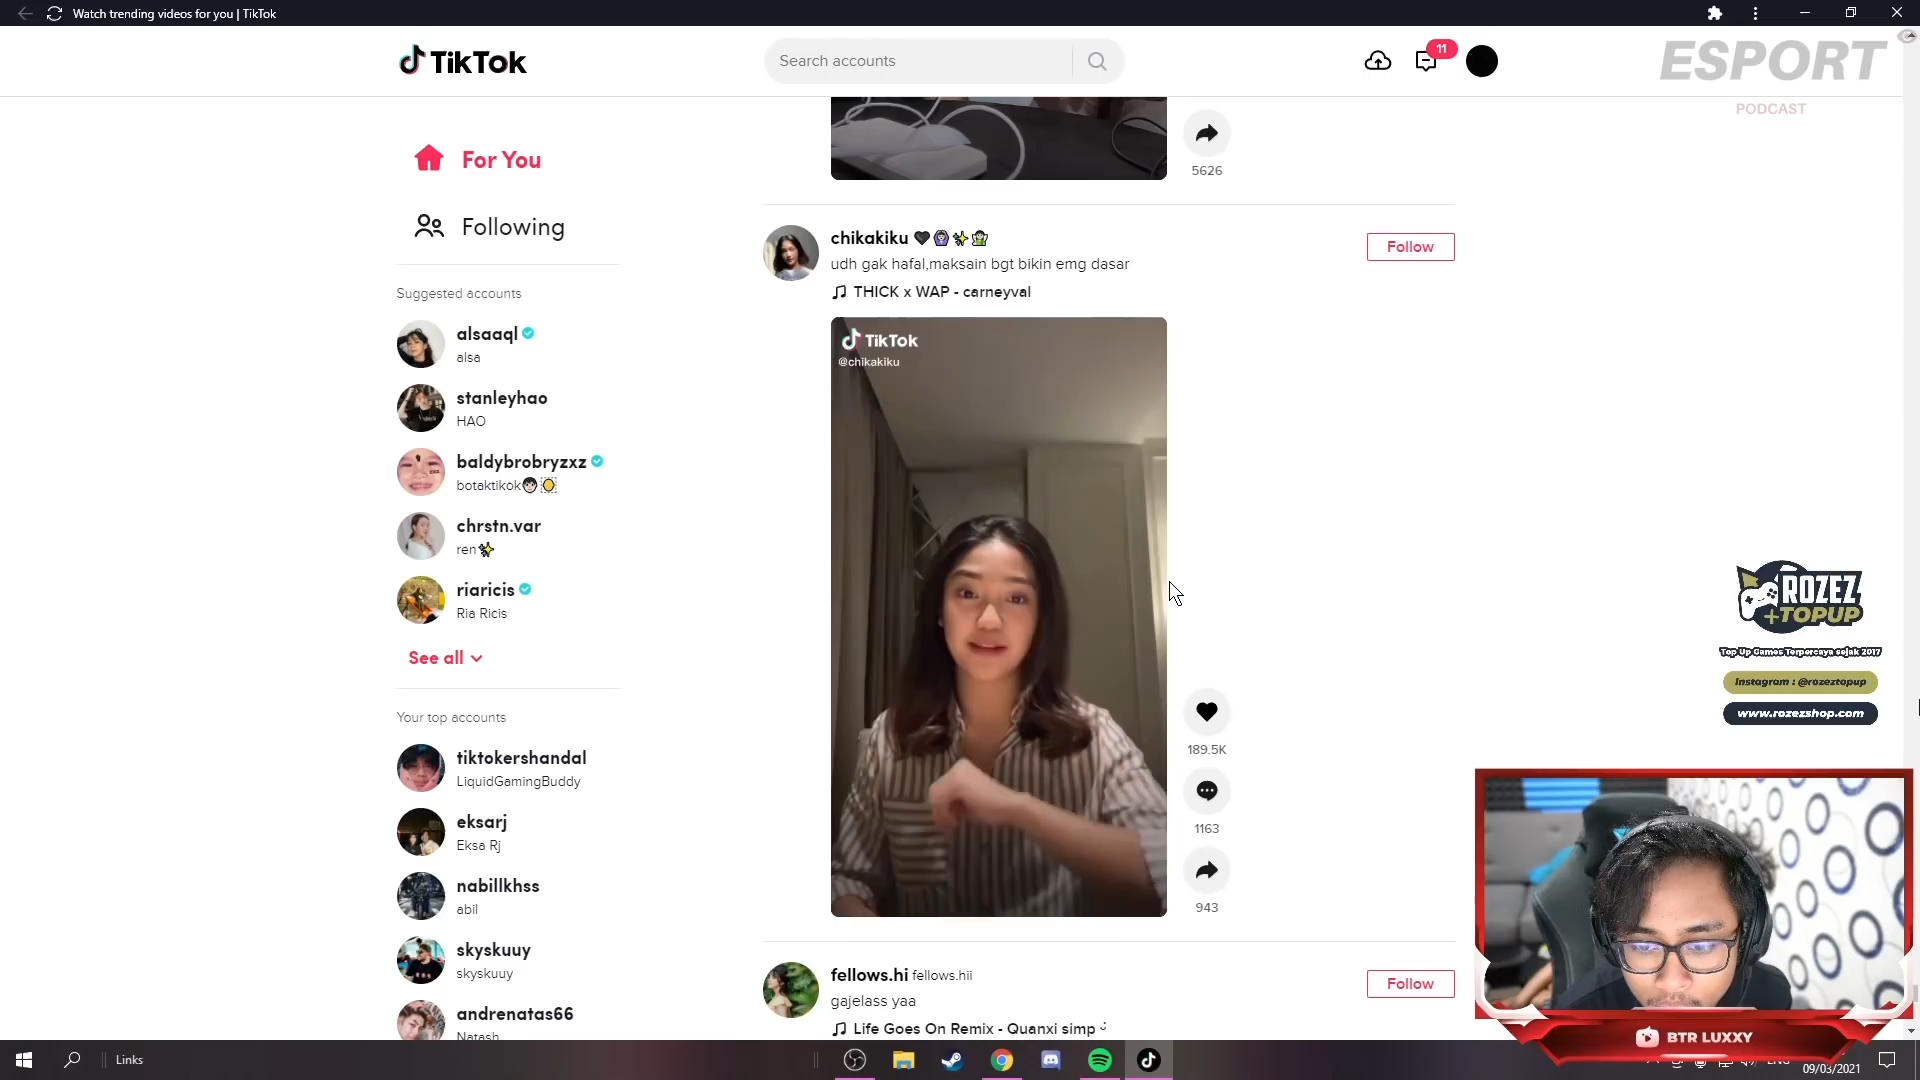 Watch trending videos for you | TikTok
TikTok
Search accounts
11
ESPORT
PODCAST
For You
Following
Suggested accounts
alsaaql
alsa
stanleyhao
HAO
baldybrobryzxz
botaktikok
chrstn.var
ren
riaricis
Ria Ricis
See all
Your top accounts
tiktokershandal
LiquidGamingBuddy
eksarj
Eksa Rj
nabillkhss
abil
skyskuuy
skyskuuy
andrenatas66
Natash
5626
chikakiku
udh gak hafal,maksain bgt bikin emg dasar
THICK x WAP - carneyval
Follow
TikTok
@chikakiku
189.5K
1163
943
fellows.hi fellows.hii
gajelass yaa
Life Goes On Remix - Quanxi simp
Follow
ROZEZ
+TOPUP
Top Up Games Terpercaya sejak 2017
Instagram : @rozeztopup
www.rozezshop.com
BTR LUXXY
Links
ENG
09/03/2021